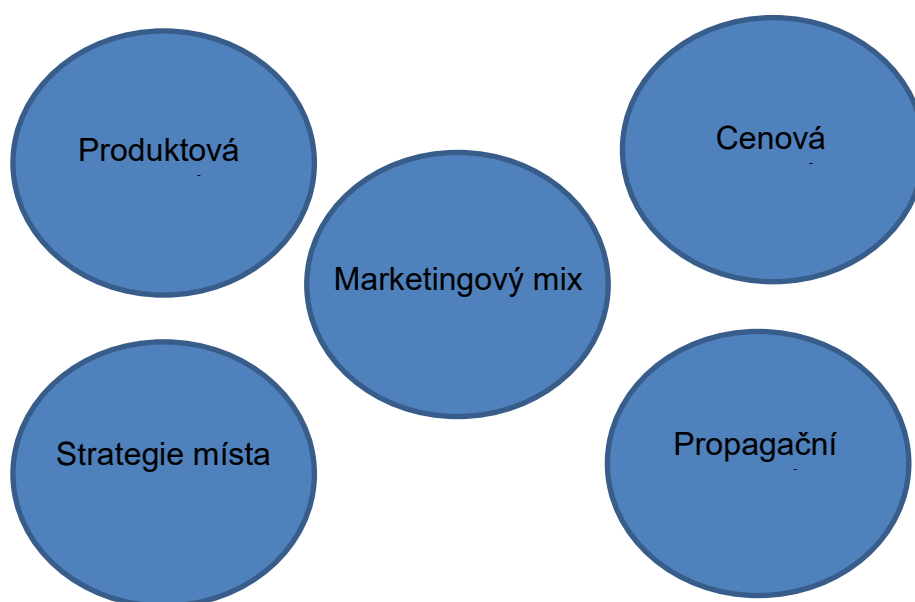 Produktová
Cenová
Marketingový mix
Strategie místa
Propagační